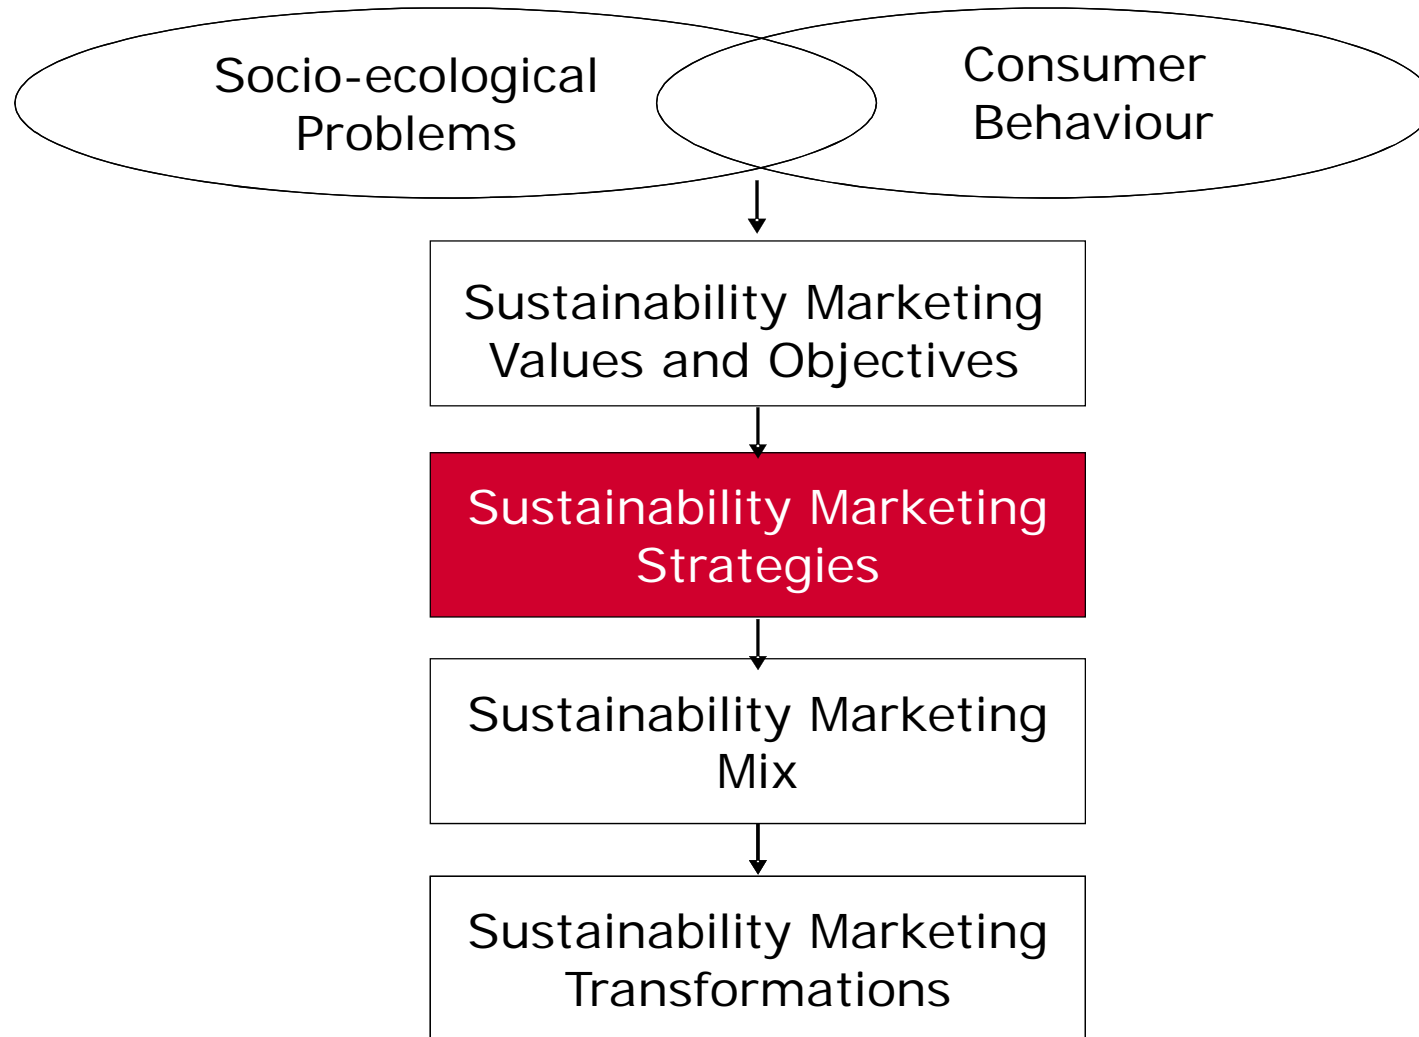 Socio-ecological
Problems
Consumer
Behaviour
Sustainability Marketing
Values and Objectives
Sustainability Marketing
Strategies
Sustainability Marketing
Mix
Sustainability Marketing
Transformations